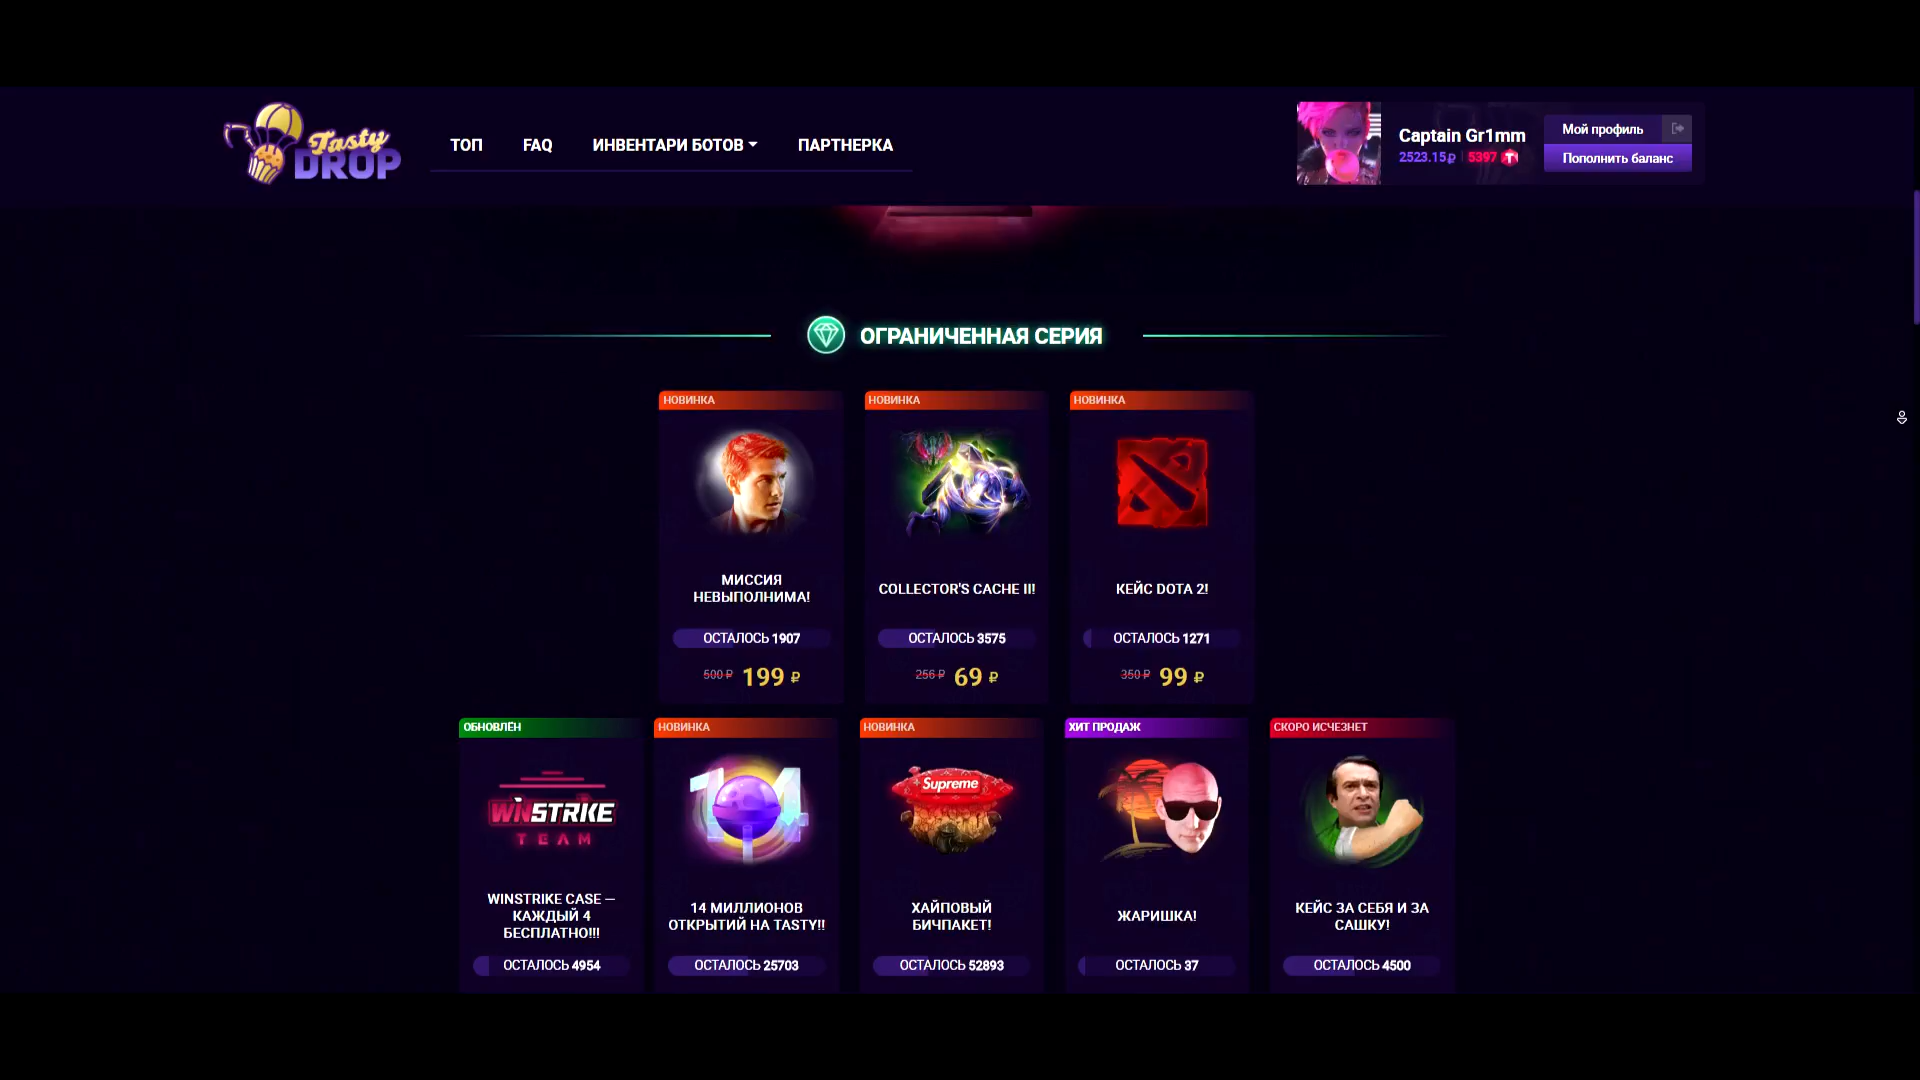 Tasty
DROP
ТОП
FAQ
ИНВЕНТАРИ БОТОВ
ПАРТНЕРКА
Captain Gr1mm
2523.15₽ | 5397 T
Мой профиль
Пополнить баланс
ОГРАНИЧЕННАЯ СЕРИЯ
НОВИНКА
МИССИЯ
НЕВЫПОЛНИМА!
ОСТАЛОСЬ 1907
500 ₽ 199 ₽
НОВИНКА
COLLECTOR'S CACHE II!
ОСТАЛОСЬ 3575
256 ₽ 69 ₽
НОВИНКА
КЕЙС DOTA 2!
ОСТАЛОСЬ 1271
350 ₽ 99 ₽
ОБНОВЛЁН
WINSTRIKE
TEAM
WINSTRIKE CASE —
КАЖДЫЙ 4
БЕСПЛАТНО!!!
ОСТАЛОСЬ 4954
НОВИНКА
14
14 МИЛЛИОНОВ
ОТКРЫТИЙ НА TASTY!!
ОСТАЛОСЬ 25703
НОВИНКА
Supreme
ХАЙПОВЫЙ
БИЧПАКЕТ!
ОСТАЛОСЬ 52893
ХИТ ПРОДАЖ
ЖАРИШКА!
ОСТАЛОСЬ 37
СКОРО ИСЧЕЗНЕТ
КЕЙС ЗА СЕБЯ И ЗА
САШКУ!
ОСТАЛОСЬ 4500